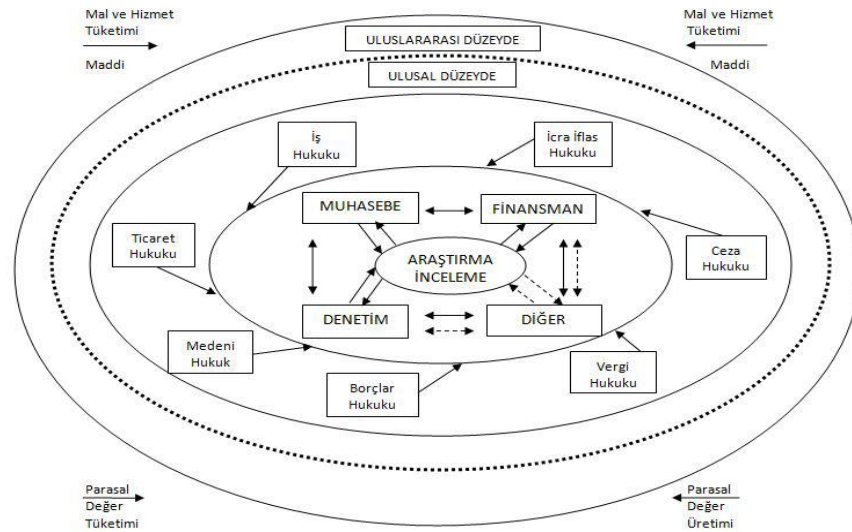 Mal ve Hizmet
Tüketimi
Maddi
Mal ve Hizmet
Tüketimi
Maddi
ULUSLARARASI DÜZEYDE
ULUSAL DÜZEYDE
İş
Hukuku
İcra İflas
Hukuku
MUHASEBE
FİNANSMAN
Ticaret
Hukuku
ARAŞTIRMA
İNCELEME
Ceza
Hukuku
DENETİM
DİĞER
Medeni
Hukuk
Borçlar
Hukuku
Vergi
Hukuku
Parasal
Değer
Tüketimi
Parasal
Değer
Üretimi